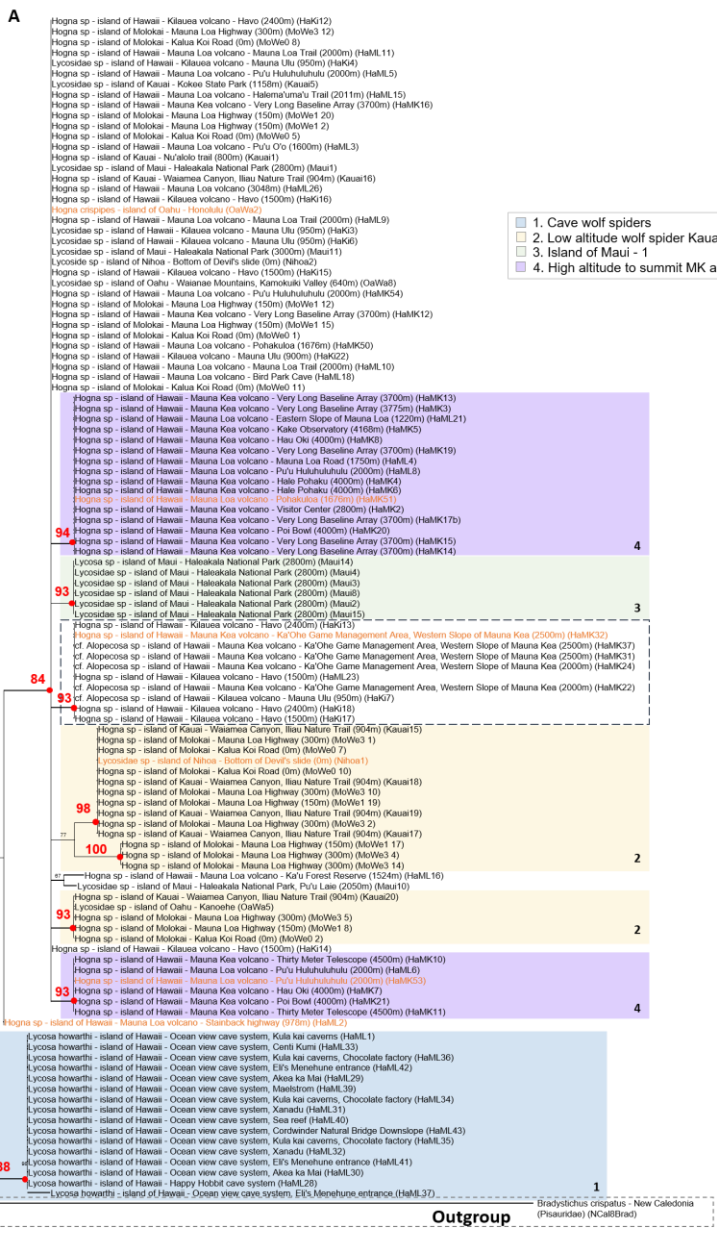 A
Hogna sp - island of Hawaii - Kilauea volcano - Havo (2400m) (HaKi12)
Hogna sp - island of Molokai - Mauna Loa Highway (300m) (MoWe3 12)
Hogna sp - island of Molokai - Kalua Koi Road (0m) (MoWe0 8)
Hogna sp - island of Hawaii - Mauna Loa volcano - Mauna Loa Trail (2000m) (HaML11)
Lycosidae sp - island of Hawaii - Kilauea volcano - Mauna Ulu (950m) (HaKi4)
Hogna sp - island of Hawaii - Mauna Loa volcano - Pu'u Huluhuluhulu (2000m) (HaML5)
Lycosidae sp - island of Kauai - Kokee State Park (1158m) (Kauai5)
Hogna sp - island of Hawaii - Mauna Loa volcano - Halema'uma'u Trail (2011m) (HaML15)
Hogna sp - island of Hawaii - Mauna Kea volcano - Very Long Baseline Array (3700m) (HaMK16)
Hogna sp - island of Molokai - Mauna Loa Highway (150m) (MoWe1 20)
Hogna sp - island of Molokai - Mauna Loa Highway (150m) (MoWe1 2)
Hogna sp - island of Molokai - Kalua Koi Road (0m) (MoWe0 5)
Hogna sp - island of Hawaii - Mauna Loa volcano - Pu'u O'o (1600m) (HaML3)
Hogna sp - island of Kauai - Nu'alolo trail (800m) (Kauai1)
Lycosidae sp - island of Maui - Haleakala National Park (2800m) (Maui1)
Hogna sp - island of Kauai - Waiamea Canyon, Iliau Nature Trail (904m) (Kauai16)
Hogna sp - island of Hawaii - Mauna Loa volcano (3048m) (HaML26)
Hogna sp - island of Hawaii - Kilauea volcano - Havo (1500m) (HaKi16)
Hogna crispipes - island of Oahu - Honolulu (OaWa2)
Hogna sp - island of Hawaii - Mauna Loa volcano - Mauna Loa Trail (2000m) (HaML9)
Lycosidae sp - island of Hawaii - Kilauea volcano - Mauna Ulu (950m) (HaKi3)
Lycosidae sp - island of Hawaii - Kilauea volcano - Mauna Ulu (950m) (HaKi6)
Lycosidae sp - island of Maui - Haleakala National Park (3000m) (Maui11)
Lycosidae sp - island of Nihoa - Bottom of Devil's slide (0m) (Nihoa2)
Hogna sp - island of Hawaii - Kilauea volcano - Havo (1500m) (HaKi15)
Lycosidae sp - island of Oahu - Waianae Mountains, Kamokuiki Valley (640m) (OaWa8)
Hogna sp - island of Hawaii - Mauna Loa volcano - Pu'u Huluhuluhulu (2000m) (HaMK54)
Hogna sp - island of Molokai - Mauna Loa Highway (150m) (MoWe1 12)
Hogna sp - island of Hawaii - Mauna Kea volcano - Very Long Baseline Array (3700m) (HaMK12)
Hogna sp - island of Molokai - Mauna Loa Highway (150m) (MoWe1 15)
Hogna sp - island of Molokai - Kalua Koi Road (0m) (MoWe0 1)
Hogna sp - island of Hawaii - Mauna Loa volcano - Pohakuloa (1676m) (HaMK50)
Hogna sp - island of Hawaii - Kilauea volcano - Mauna Ulu (900m) (HaKi22)
Hogna sp - island of Hawaii - Mauna Loa volcano - Mauna Loa Trail (2000m) (HaML10)
Hogna sp - island of Hawaii - Mauna Loa volcano - Bird Park Cave (HaML18)
Hogna sp - island of Molokai - Kalua Koi Road (0m) (MoWe0 11)
1. Cave wolf spiders
2. Low altitude wolf spider Kaua
3. Island of Maui - 1
4. High altitude to summit MK a
Hogna sp - island of Hawaii - Mauna Kea volcano - Very Long Baseline Array (3700m) (HaMK13)
Hogna sp - island of Hawaii - Mauna Kea volcano - Very Long Baseline Array (3775m) (HaMK3)
Hogna sp - island of Hawaii - Mauna Loa volcano - Eastern Slope of Mauna Loa (1220m) (HaML21)
Hogna sp - island of Hawaii - Mauna Kea volcano - Kake Observatory (4168m) (HaMK5)
Hogna sp - island of Hawaii - Mauna Kea volcano - Hau Oki (4000m) (HaMK8)
Hogna sp - island of Hawaii - Mauna Kea volcano - Very Long Baseline Array (3700m) (HaMK19)
Hogna sp - island of Hawaii - Mauna Loa volcano - Mauna Loa Road (1750m) (HaML4)
Hogna sp - island of Hawaii - Mauna Loa volcano - Pu'u Huluhuluhulu (2000m) (HaML8)
Hogna sp - island of Hawaii - Mauna Kea volcano - Hale Pohaku (4000m) (HaMK4)
Hogna sp - island of Hawaii - Mauna Kea volcano - Hale Pohaku (4000m) (HaMK6)
Hogna sp - island of Hawaii - Mauna Loa volcano - Pohakuloa (1676m) (HaMK51)
Hogna sp - island of Hawaii - Mauna Kea volcano - Visitor Center (2800m) (HaMK2)
Hogna sp - island of Hawaii - Mauna Kea volcano - Very Long Baseline Array (3700m) (HaMK17b)
Hogna sp - island of Hawaii - Mauna Kea volcano - Poi Bowl (4000m) (HaMK20)
Hogna sp - island of Hawaii - Mauna Kea volcano - Very Long Baseline Array (3700m) (HaMK15)
Hogna sp - island of Hawaii - Mauna Kea volcano - Very Long Baseline Array (3700m) (HaMK14)
94
4
Lycosa sp - island of Maui - Haleakala National Park (2800m) (Maui14)
Lycosidae sp - island of Maui - Haleakala National Park (2800m) (Maui4)
Lycosidae sp - island of Maui - Haleakala National Park (2800m) (Maui3)
Lycosidae sp - island of Maui - Haleakala National Park (2800m) (Maui8)
Lycosidae sp - island of Maui - Haleakala National Park (2800m) (Maui2)
Lycosidae sp - island of Maui - Haleakala National Park (2800m) (Maui15)
93
3
Hogna sp - island of Hawaii - Kilauea volcano - Havo (2400m) (HaKi13)
Hogna sp - island of Hawaii - Mauna Kea volcano - Ka'Ohe Game Management Area, Western Slope of Mauna Kea (2500m) (HaMK32)
cf. Alopecosa sp - island of Hawaii - Mauna Kea volcano - Ka'Ohe Game Management Area, Western Slope of Mauna Kea (2500m) (HaMK37)
cf. Alopecosa sp - island of Hawaii - Mauna Kea volcano - Ka'Ohe Game Management Area, Western Slope of Mauna Kea (2500m) (HaMK31)
cf. Alopecosa sp - island of Hawaii - Mauna Kea volcano - Ka'Ohe Game Management Area, Western Slope of Mauna Kea (2000m) (HaMK24)
Hogna sp - island of Hawaii - Kilauea volcano - Havo (1500m) (HaML23)
cf. Alopecosa sp - island of Hawaii - Mauna Kea volcano - Ka'Ohe Game Management Area, Western Slope of Mauna Kea (2000m) (HaMK22)
cf. Alopecosa sp - island of Hawaii - Kilauea volcano - Mauna Ulu (950m) (HaKi7)
Hogna sp - island of Hawaii - Kilauea volcano - Havo (2400m) (HaKi18)
Hogna sp - island of Hawaii - Kilauea volcano - Havo (1500m) (HaKi17)
84
93
Hogna sp - island of Kauai - Waiamea Canyon, Iliau Nature Trail (904m) (Kauai15)
Hogna sp - island of Molokai - Mauna Loa Highway (300m) (MoWe3 1)
Hogna sp - island of Molokai - Kalua Koi Road (0m) (MoWe0 7)
Lycosidae sp - island of Nihoa - Bottom of Devil's slide (0m) (Nihoa1)
Hogna sp - island of Molokai - Kalua Koi Road (0m) (MoWe0 10)
Hogna sp - island of Kauai - Waiamea Canyon, Iliau Nature Trail (904m) (Kauai18)
Hogna sp - island of Molokai - Mauna Loa Highway (300m) (MoWe3 10)
Hogna sp - island of Molokai - Mauna Loa Highway (150m) (MoWe1 19)
Hogna sp - island of Kauai - Waiamea Canyon, Iliau Nature Trail (904m) (Kauai19)
Hogna sp - island of Molokai - Mauna Loa Highway (300m) (MoWe3 2)
Hogna sp - island of Kauai - Waiamea Canyon, Iliau Nature Trail (904m) (Kauai17)
98
77
Hogna sp - island of Molokai - Mauna Loa Highway (150m) (MoWe1 17)
Hogna sp - island of Molokai - Mauna Loa Highway (300m) (MoWe3 4)
Hogna sp - island of Molokai - Mauna Loa Highway (300m) (MoWe3 14)
100
2
87
Hogna sp - island of Hawaii - Mauna Loa volcano - Ka'u Forest Reserve (1524m) (HaML16)
Lycosidae sp - island of Maui - Haleakala National Park, Pu'u Laie (2050m) (Maui10)
Hogna sp - island of Kauai - Waiamea Canyon, Iliau Nature Trail (904m) (Kauai20)
Lycosidae sp - island of Oahu - Kanoehe (OaWa5)
Hogna sp - island of Molokai - Mauna Loa Highway (300m) (MoWe3 5)
Hogna sp - island of Molokai - Mauna Loa Highway (150m) (MoWe1 8)
Hogna sp - island of Molokai - Kalua Koi Road (0m) (MoWe0 2)
93
2
Hogna sp - island of Hawaii - Kilauea volcano - Havo (1500m) (HaKi14)
Hogna sp - island of Hawaii - Mauna Kea volcano - Thirty Meter Telescope (4500m) (HaMK10)
Hogna sp - island of Hawaii - Mauna Loa volcano - Pu'u Huluhuluhulu (2000m) (HaML6)
Hogna sp - island of Hawaii - Mauna Loa volcano - Pu'u Huluhuluhulu (2000m) (HaMK53)
Hogna sp - island of Hawaii - Mauna Kea volcano - Hau Oki (4000m) (HaMK7)
Hogna sp - island of Hawaii - Mauna Kea volcano - Poi Bowl (4000m) (HaMK21)
Hogna sp - island of Hawaii - Mauna Kea volcano - Thirty Meter Telescope (4500m) (HaMK11)
93
4
Hogna sp - island of Hawaii - Mauna Loa volcano - Stainback highway (978m) (HaML2)
Lycosa howarthi - island of Hawaii - Ocean view cave system, Kula kai caverns (HaML1)
Lycosa howarthi - island of Hawaii - Ocean view cave system, Centi Kumi (HaML33)
Lycosa howarthi - island of Hawaii - Ocean view cave system, Kula kai caverns, Chocolate factory (HaML36)
Lycosa howarthi - island of Hawaii - Ocean view cave system, Eli's Menehune entrance (HaML42)
Lycosa howarthi - island of Hawaii - Ocean view cave system, Akea ka Mai (HaML29)
Lycosa howarthi - island of Hawaii - Ocean view cave system, Maelstrom (HaML39)
Lycosa howarthi - island of Hawaii - Ocean view cave system, Kula kai caverns, Chocolate factory (HaML34)
Lycosa howarthi - island of Hawaii - Ocean view cave system, Xanadu (HaML31)
Lycosa howarthi - island of Hawaii - Ocean view cave system, Sea reef (HaML40)
Lycosa howarthi - island of Hawaii - Ocean view cave system, Cordwinder Natural Bridge Downslope (HaML43)
Lycosa howarthi - island of Hawaii - Ocean view cave system, Kula kai caverns, Chocolate factory (HaML35)
Lycosa howarthi - island of Hawaii - Ocean view cave system, Xanadu (HaML32)
Lycosa howarthi - island of Hawaii - Ocean view cave system, Eli's Menehune entrance (HaML41)
Lycosa howarthi - island of Hawaii - Ocean view cave system, Akea ka Mai (HaML30)
Lycosa howarthi - island of Hawaii - Happy Hobbit cave system (HaML28)
Lycosa howarthi - island of Hawaii - Ocean view cave system, Eli's Menehune entrance (HaML37)
1
Outgroup
Bradystichus crispatus - New Caledonia
(Pisauridae) (NCal8Brad)